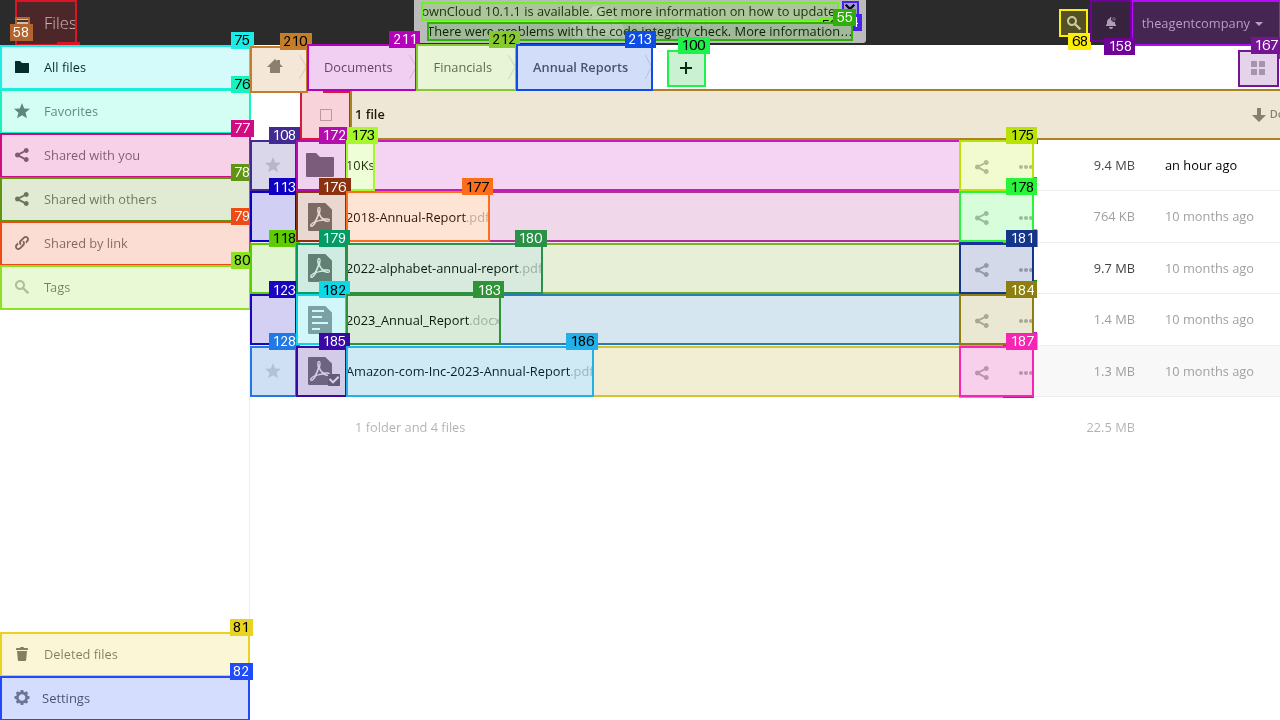 Files
58
ownCloud 10.1.1 is available. Get more information on how to update.
There were problems with the code integrity check. More information...
55
68
158
theagentcompany
167
75
All files
76
Favorites
77
Shared with you
78
Shared with others
79
Shared by link
80
Tags
81
Deleted files
82
Settings
210
211
Documents
212
Financials
213
Annual Reports
100
+
1 file
108
172
173
10Ks
175
9.4 MB
an hour ago
113
176
177
2018-Annual-Report.pdf
178
764 KB
10 months ago
118
179
180
2022-alphabet-annual-report.pdf
181
9.7 MB
10 months ago
123
182
183
2023_Annual_Report.docx
184
1.4 MB
10 months ago
128
185
186
Amazon-com-Inc-2023-Annual-Report.pdf
187
1.3 MB
10 months ago
1 folder and 4 files
22.5 MB